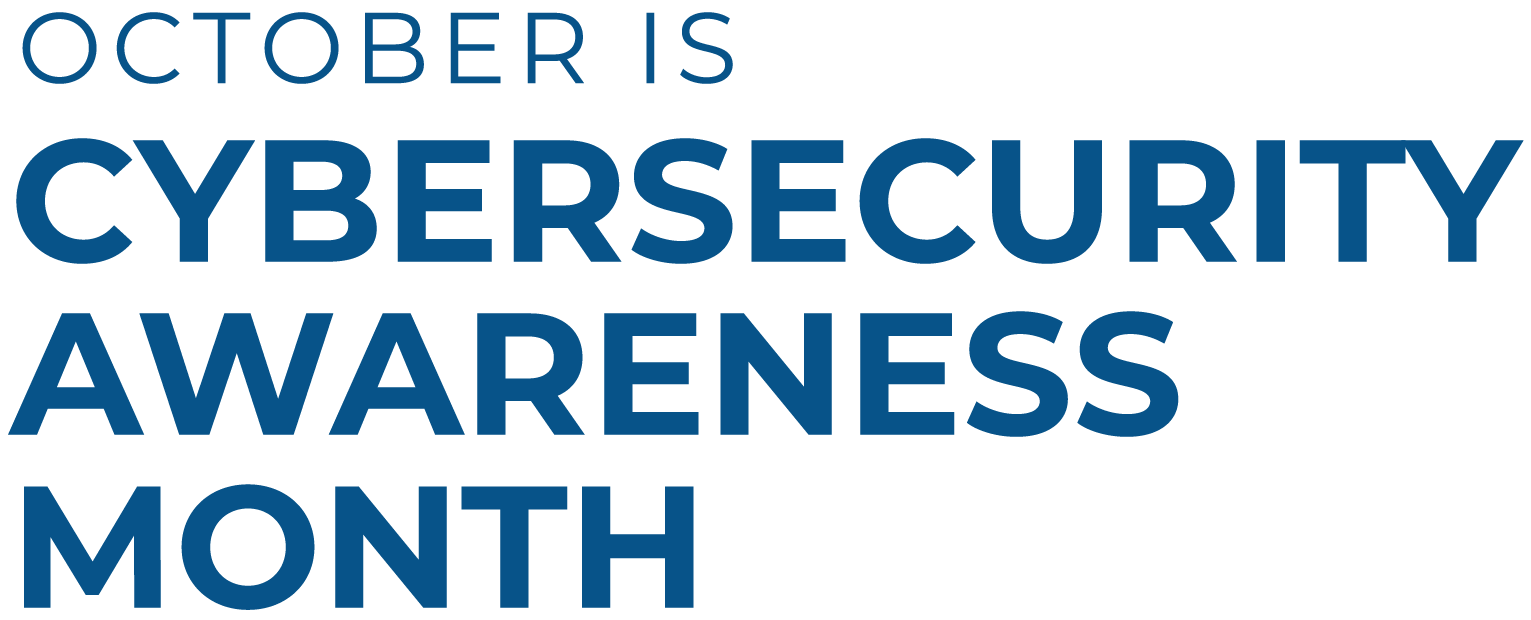 OCTOBER IS
CYBERSECURITY
AWARENESS
MONTH